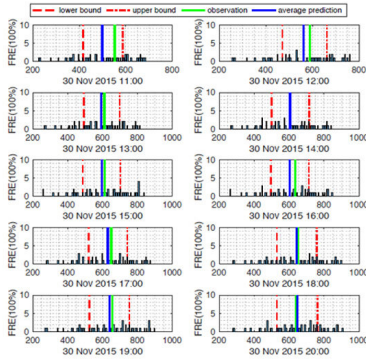 lower bound upper bound observation average prediction
FRE(100%) 10 5 0 200 400 600 800
30 Nov 2015 11:00
FRE(100%) 10 5 0 200 400 600 800
30 Nov 2015 12:00
FRE(100%) 10 5 0 200 400 600 800 1000
30 Nov 2015 13:00
FRE(100%) 10 5 0 200 400 600 800 1000
30 Nov 2015 14:00
FRE(100%) 10 5 0 200 400 600 800 1000
30 Nov 2015 15:00
FRE(100%) 10 5 0 200 400 600 800 1000
30 Nov 2015 16:00
FRE(100%) 10 5 0 200 400 600 800 1000
30 Nov 2015 17:00
FRE(100%) 10 5 0 200 400 600 800 1000
30 Nov 2015 18:00
FRE(100%) 10 5 0 200 400 600 800 1000
30 Nov 2015 19:00
FRE(100%) 10 5 0 200 400 600 800 1000
30 Nov 2015 20:00